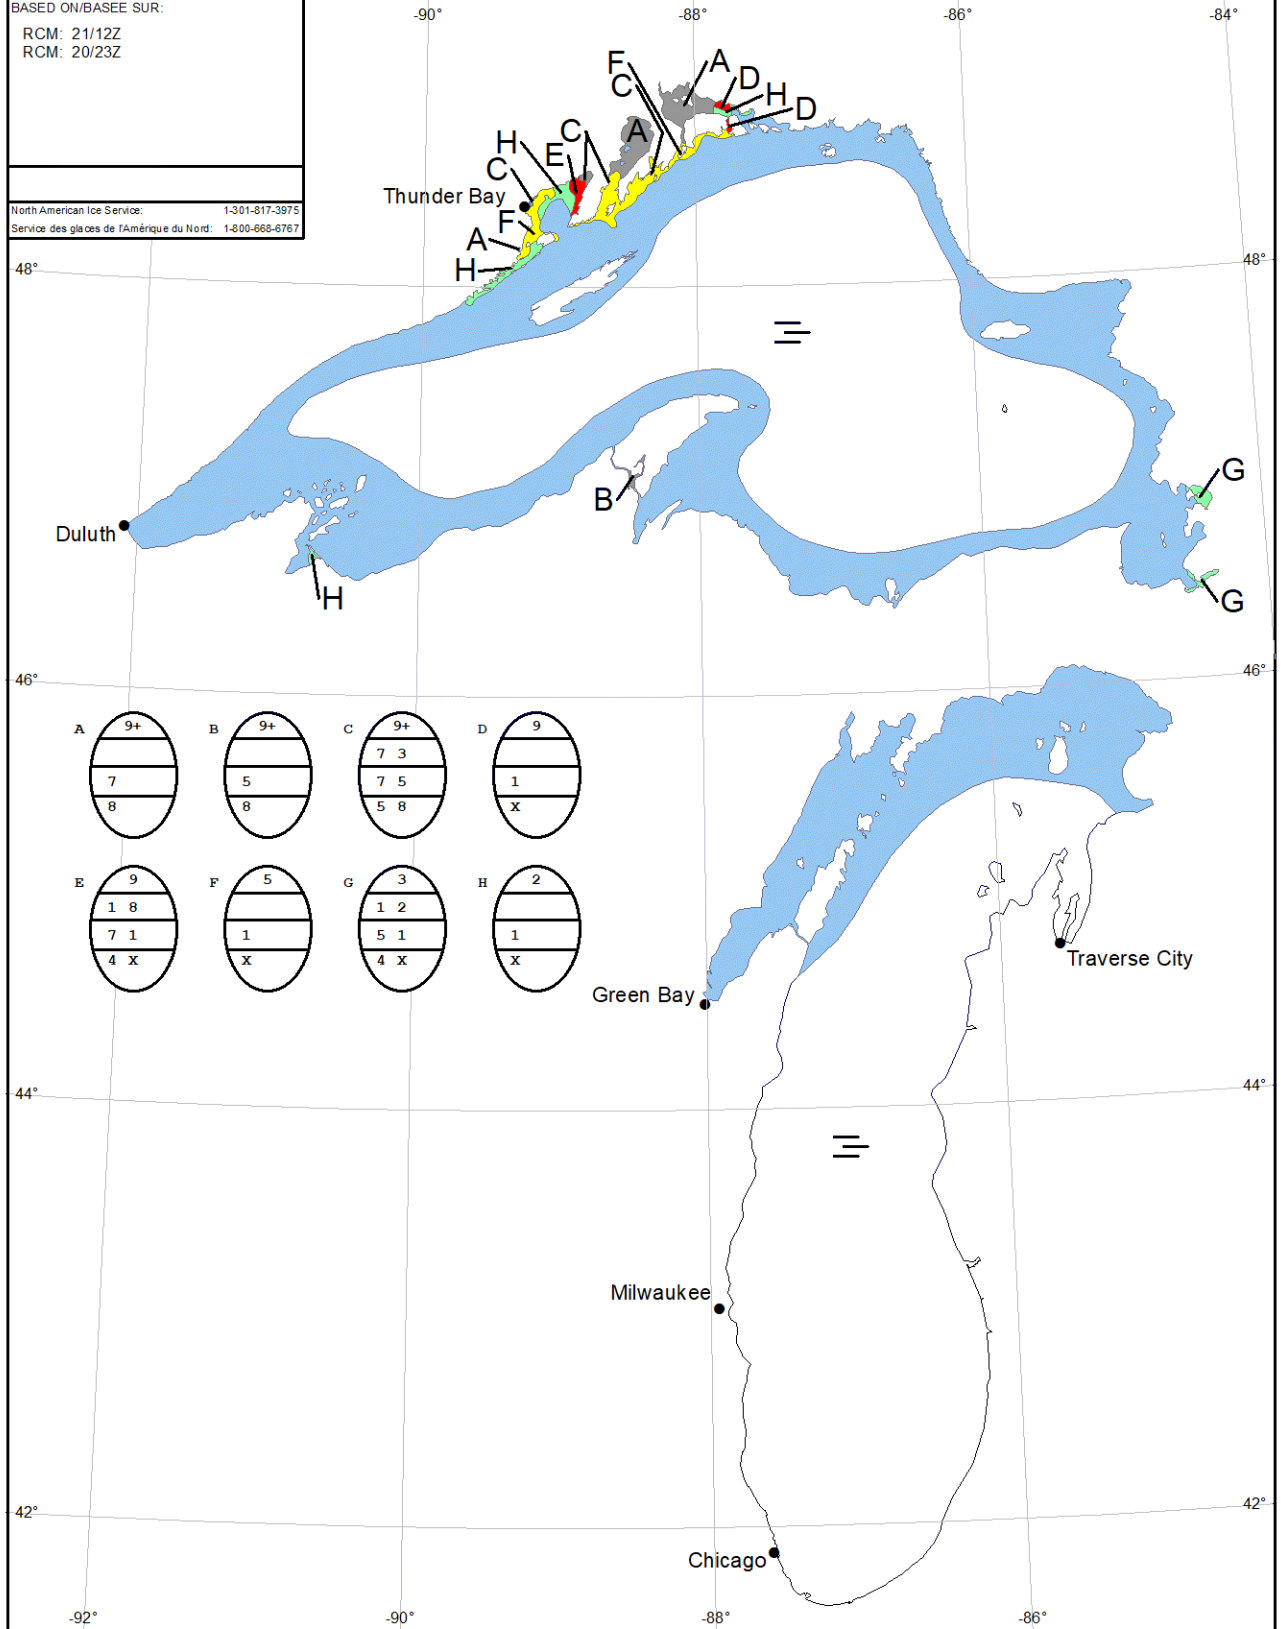 BASED ON/BASEE SUR:
RCM: 21/12Z
RCM: 20/23Z
North American Ice Service: 1-301-817-3975
Service des glaces de l'Amérique du Nord: 1-800-668-6767
-90° -88° -86° -84°
F
A
C
D
H
D
H
C
A
E
C
Thunder Bay
F
A
H
48° 48°
G
B
Duluth
H
G
46° 46°
A 9+ B 9+ C 9+ D 9
7 3
7 5 7 5 1
8 8 5 8 X
E 9 F 5 G 3 H 2
1 8 1 2
7 1 1 5 1 1
4 X X 4 X X
Traverse City
Green Bay
44° 44°
Milwaukee
42° 42°
Chicago
-92° -90° -88° -86°